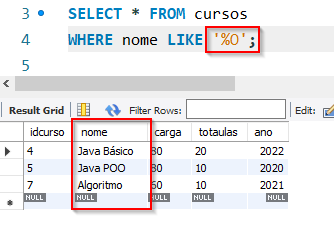 3 SELECT * FROM cursos
4 WHERE nome LIKE '%O';
Result Grid Filter Rows: Edit:
idcurso nome carga totaulas ano
4 Java Básico 80 20 2022
5 Java POO 80 10 2020
7 Algoritmo 60 10 2021
NULL NULL NULL NULL NULL